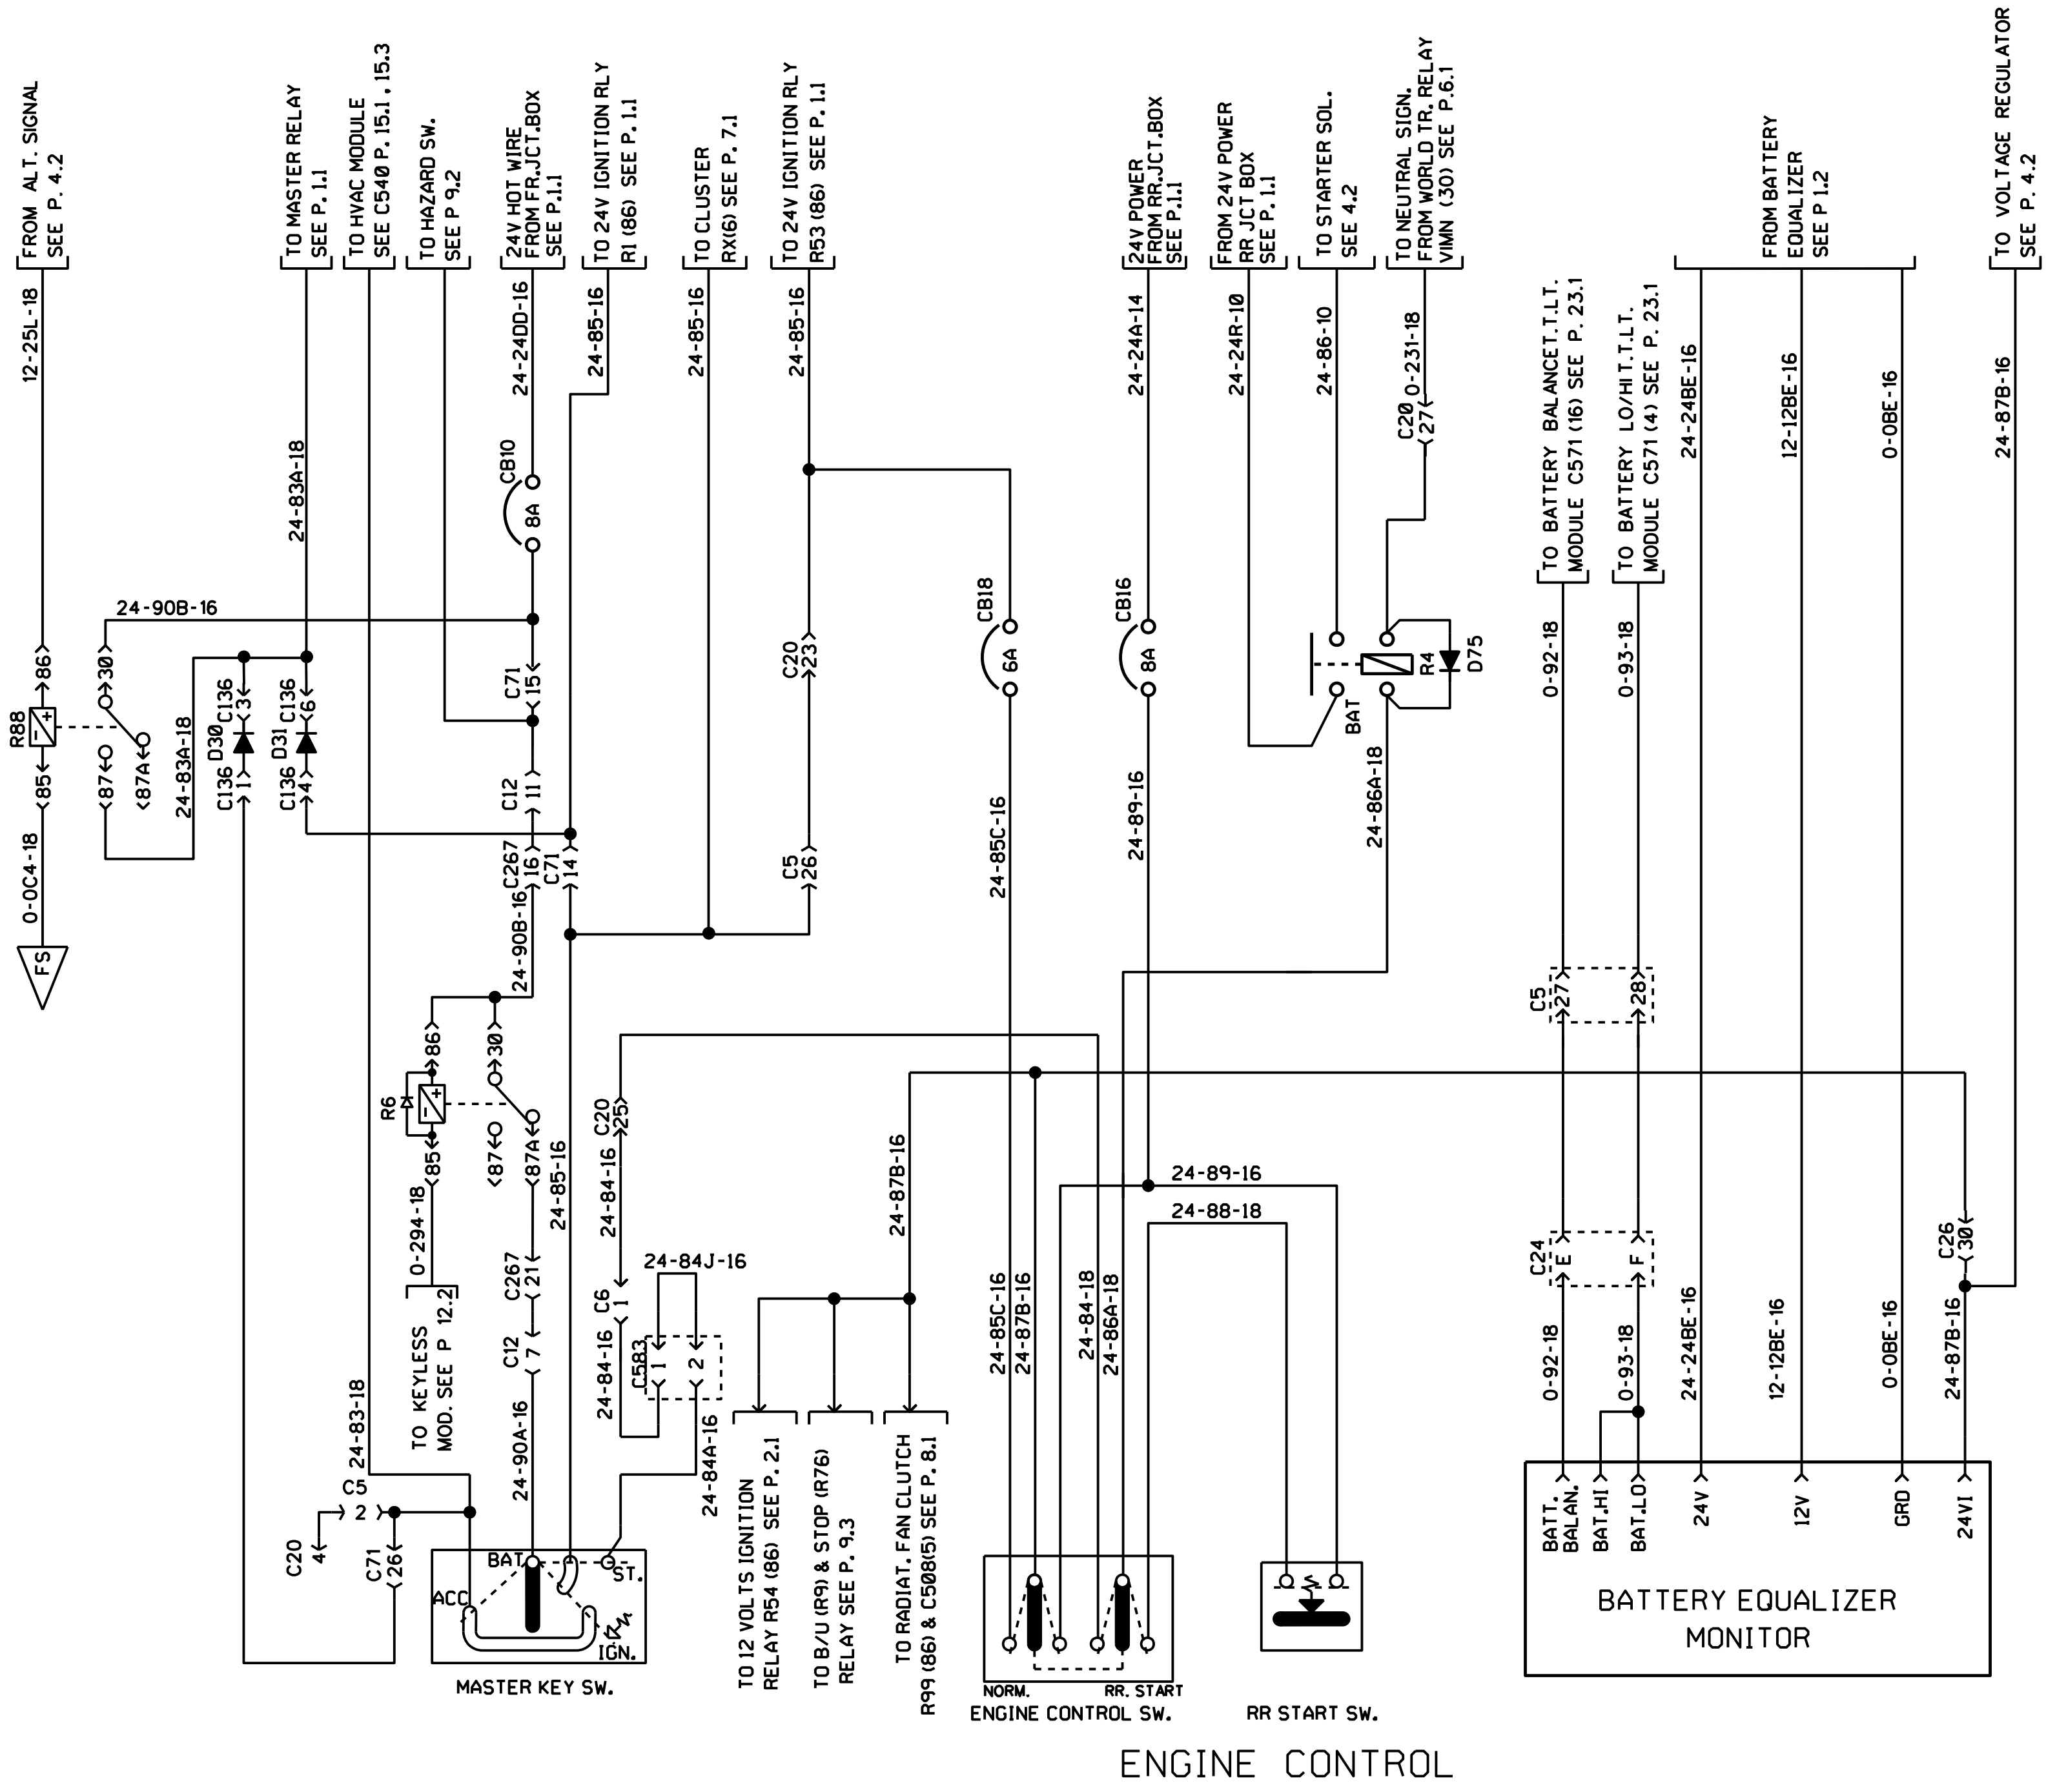 FROM ALT. SIGNAL
SEE P. 4.2
TO MASTER RELAY
SEE P. 1.1
TO HVAC MODULE
SEE C540 P. 15.1 , 15.3
TO HAZARD SW.
SEE P 9.2
24V HOT WIRE
FROM FR.JCT.BOX
SEE P.1.1
TO 24V IGNITION RLY
R1 (86) SEE P. 1.1
TO CLUSTER
RX(6) SEE P. 7.1
TO 24V IGNITION RLY
R53 (86) SEE P. 1.1
24V POWER
FROM RR.JCT.BOX
SEE P.1.1
FROM 24V POWER
RR JCT BOX
SEE P. 1.1
TO STARTER SOL.
SEE 4.2
TO NEUTRAL SIGN.
FROM WORLD TR. RELAY
VIMN (30) SEE P.6.1
FROM BATTERY
EQUALIZER
SEE P 1.2
TO VOLTAGE REGULATOR
SEE P. 4.2
12-25L-18
24-83A-18
24-24DD-16
24-85-16
24-85-16
24-85-16
24-24A-14
24-24R-10
24-86-10
0-231-18
C20
27
TO BATTERY BALANCET.T.LT.
MODULE C571 (16) SEE P. 23.1
TO BATTERY LO/HI T.T.L.T.
MODULE C571 (4) SEE P. 23.1
24-24BE-16
12-12BE-16
0-0BE-16
24-87B-16
CB10
8A
24-90B-16
86
30
R88
85
87
87A
24-83A-18
C136
3
D30
C136
1
C136
6
D31
C136
4
C71
15
C12
11
C267
16
C71
14
C20
23
C5
26
CB18
6A
CB16
8A
BAT
R4
D75
0-92-18
0-93-18
0-0C4-18
FS
24-90B-16
24-85C-16
24-89-16
24-86A-18
C5
27
28
86
30
R6
85
87
87A
0-294-18
24-85-16
C20
25
24-84-16
24-87B-16
24-89-16
24-88-18
C24
E
F
C26
30
C267
21
C12
7
C6
1
24-84J-16
C583
1
2
24-84-16
24-84A-16
24-85C-16
24-87B-16
24-84-18
24-86A-18
0-92-18
0-93-18
24-24BE-16
12-12BE-16
0-0BE-16
24-87B-16
TO KEYLESS
MOD. SEE P 12.2
24-83-18
24-90A-16
C5
2
C20
4
C71
26
TO 12 VOLTS IGNITION
RELAY R54 (86) SEE P. 2.1
TO B/U (R9) & STOP (R76)
RELAY SEE P. 9.3
TO RADIAT. FAN CLUTCH
R99 (86) & C508(5) SEE P. 8.1
BAT
ST.
ACC
IGN.
MASTER KEY SW.
NORM.
RR. START
ENGINE CONTROL SW.
RR START SW.
BATT.
BALAN.
BAT.HI
BAT.LO
24V
12V
GRD
24VI
BATTERY EQUALIZER
MONITOR
ENGINE CONTROL